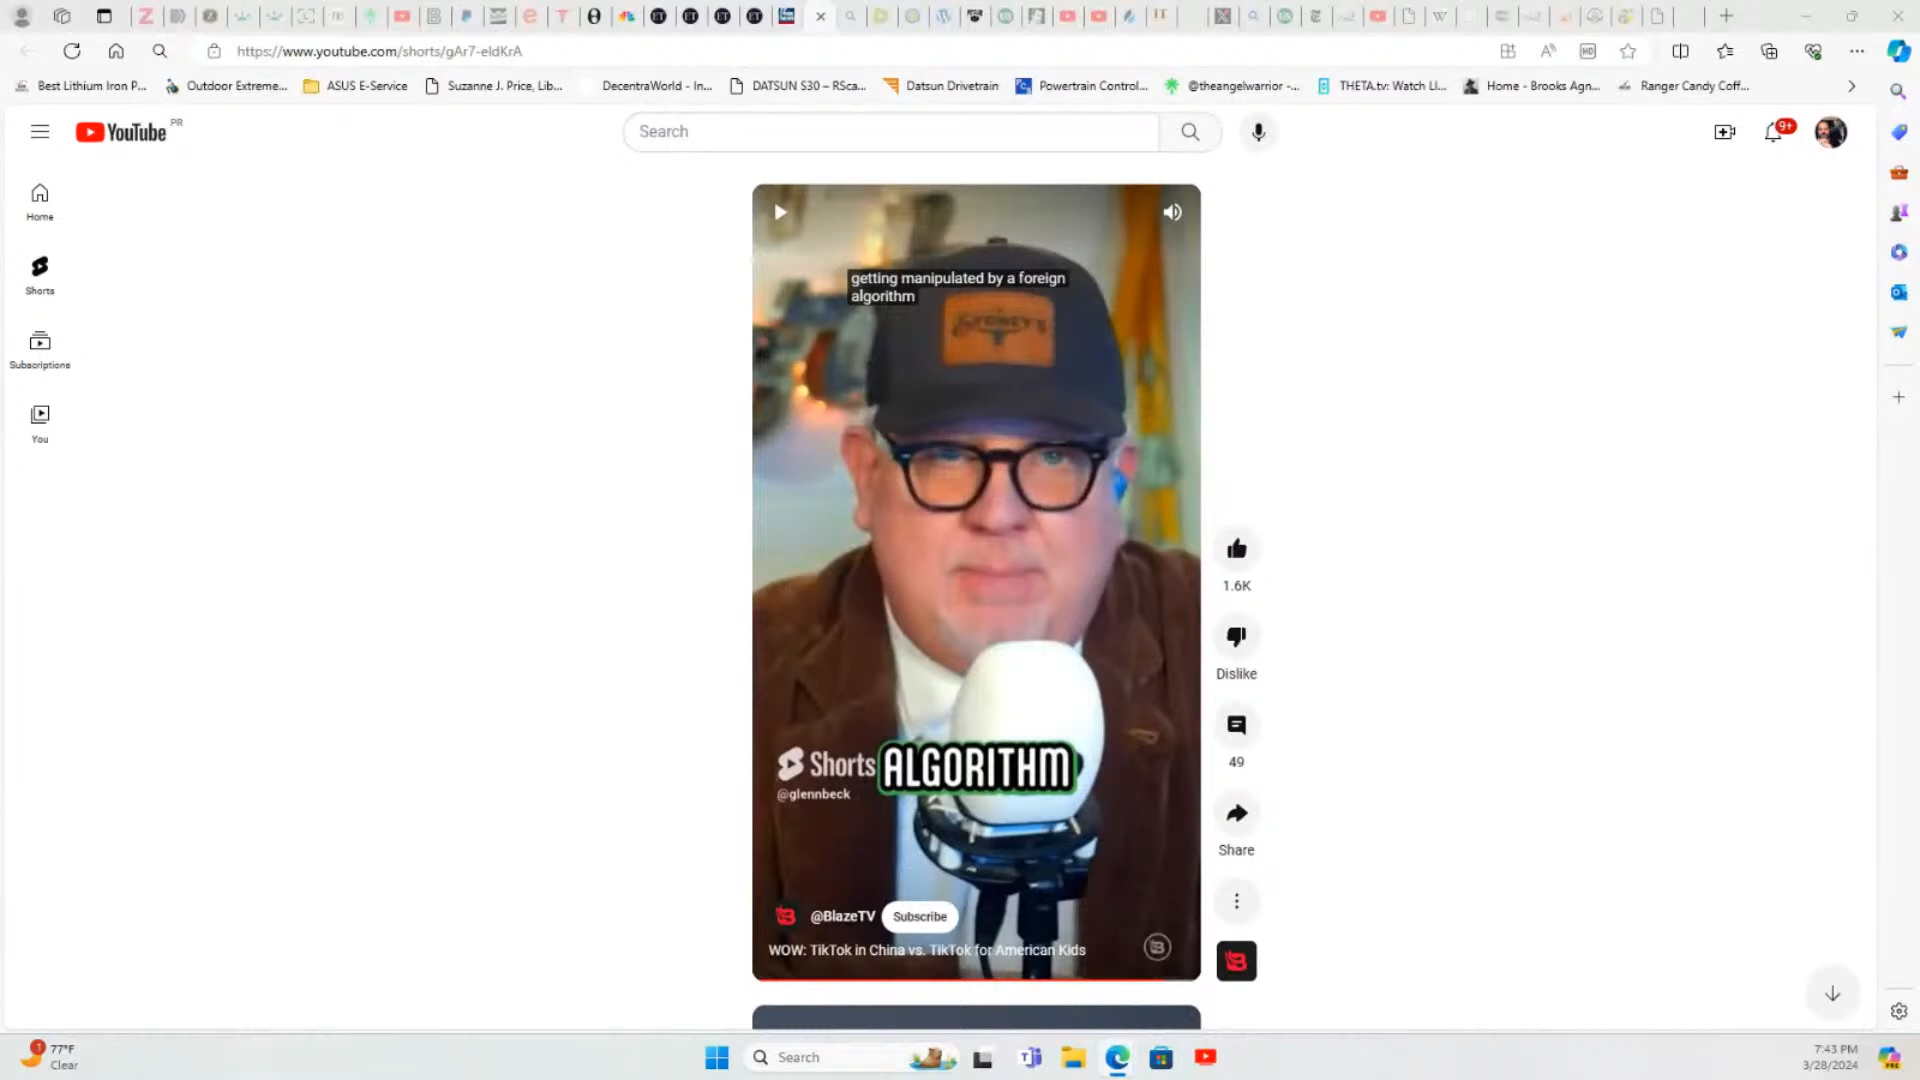 https://www.youtube.com/shorts/gAr7-eldKrA
Best Lithium Iron P...
Outdoor Extreme...
ASUS E-Service
Suzanne J. Price, Lib...
DecentraWorld - In...
DATSUN S30 – RSca...
Datsun Drivetrain
Powertrain Control...
@theangelwarrior -...
THETA.tv: Watch LI...
Home - Brooks Agn...
Ranger Candy Coff...
YouTube PR
Search
9+
Home
Shorts
Subscriptions
You
getting manipulated by a foreign
algorithm
Shorts
ALGORITHM
@glennbeck
@BlazeTV
Subscribe
WOW: TikTok in China vs. TikTok for American Kids
1.6K
Dislike
49
Share
1
77°F
Clear
Search
7:43 PM
3/28/2024